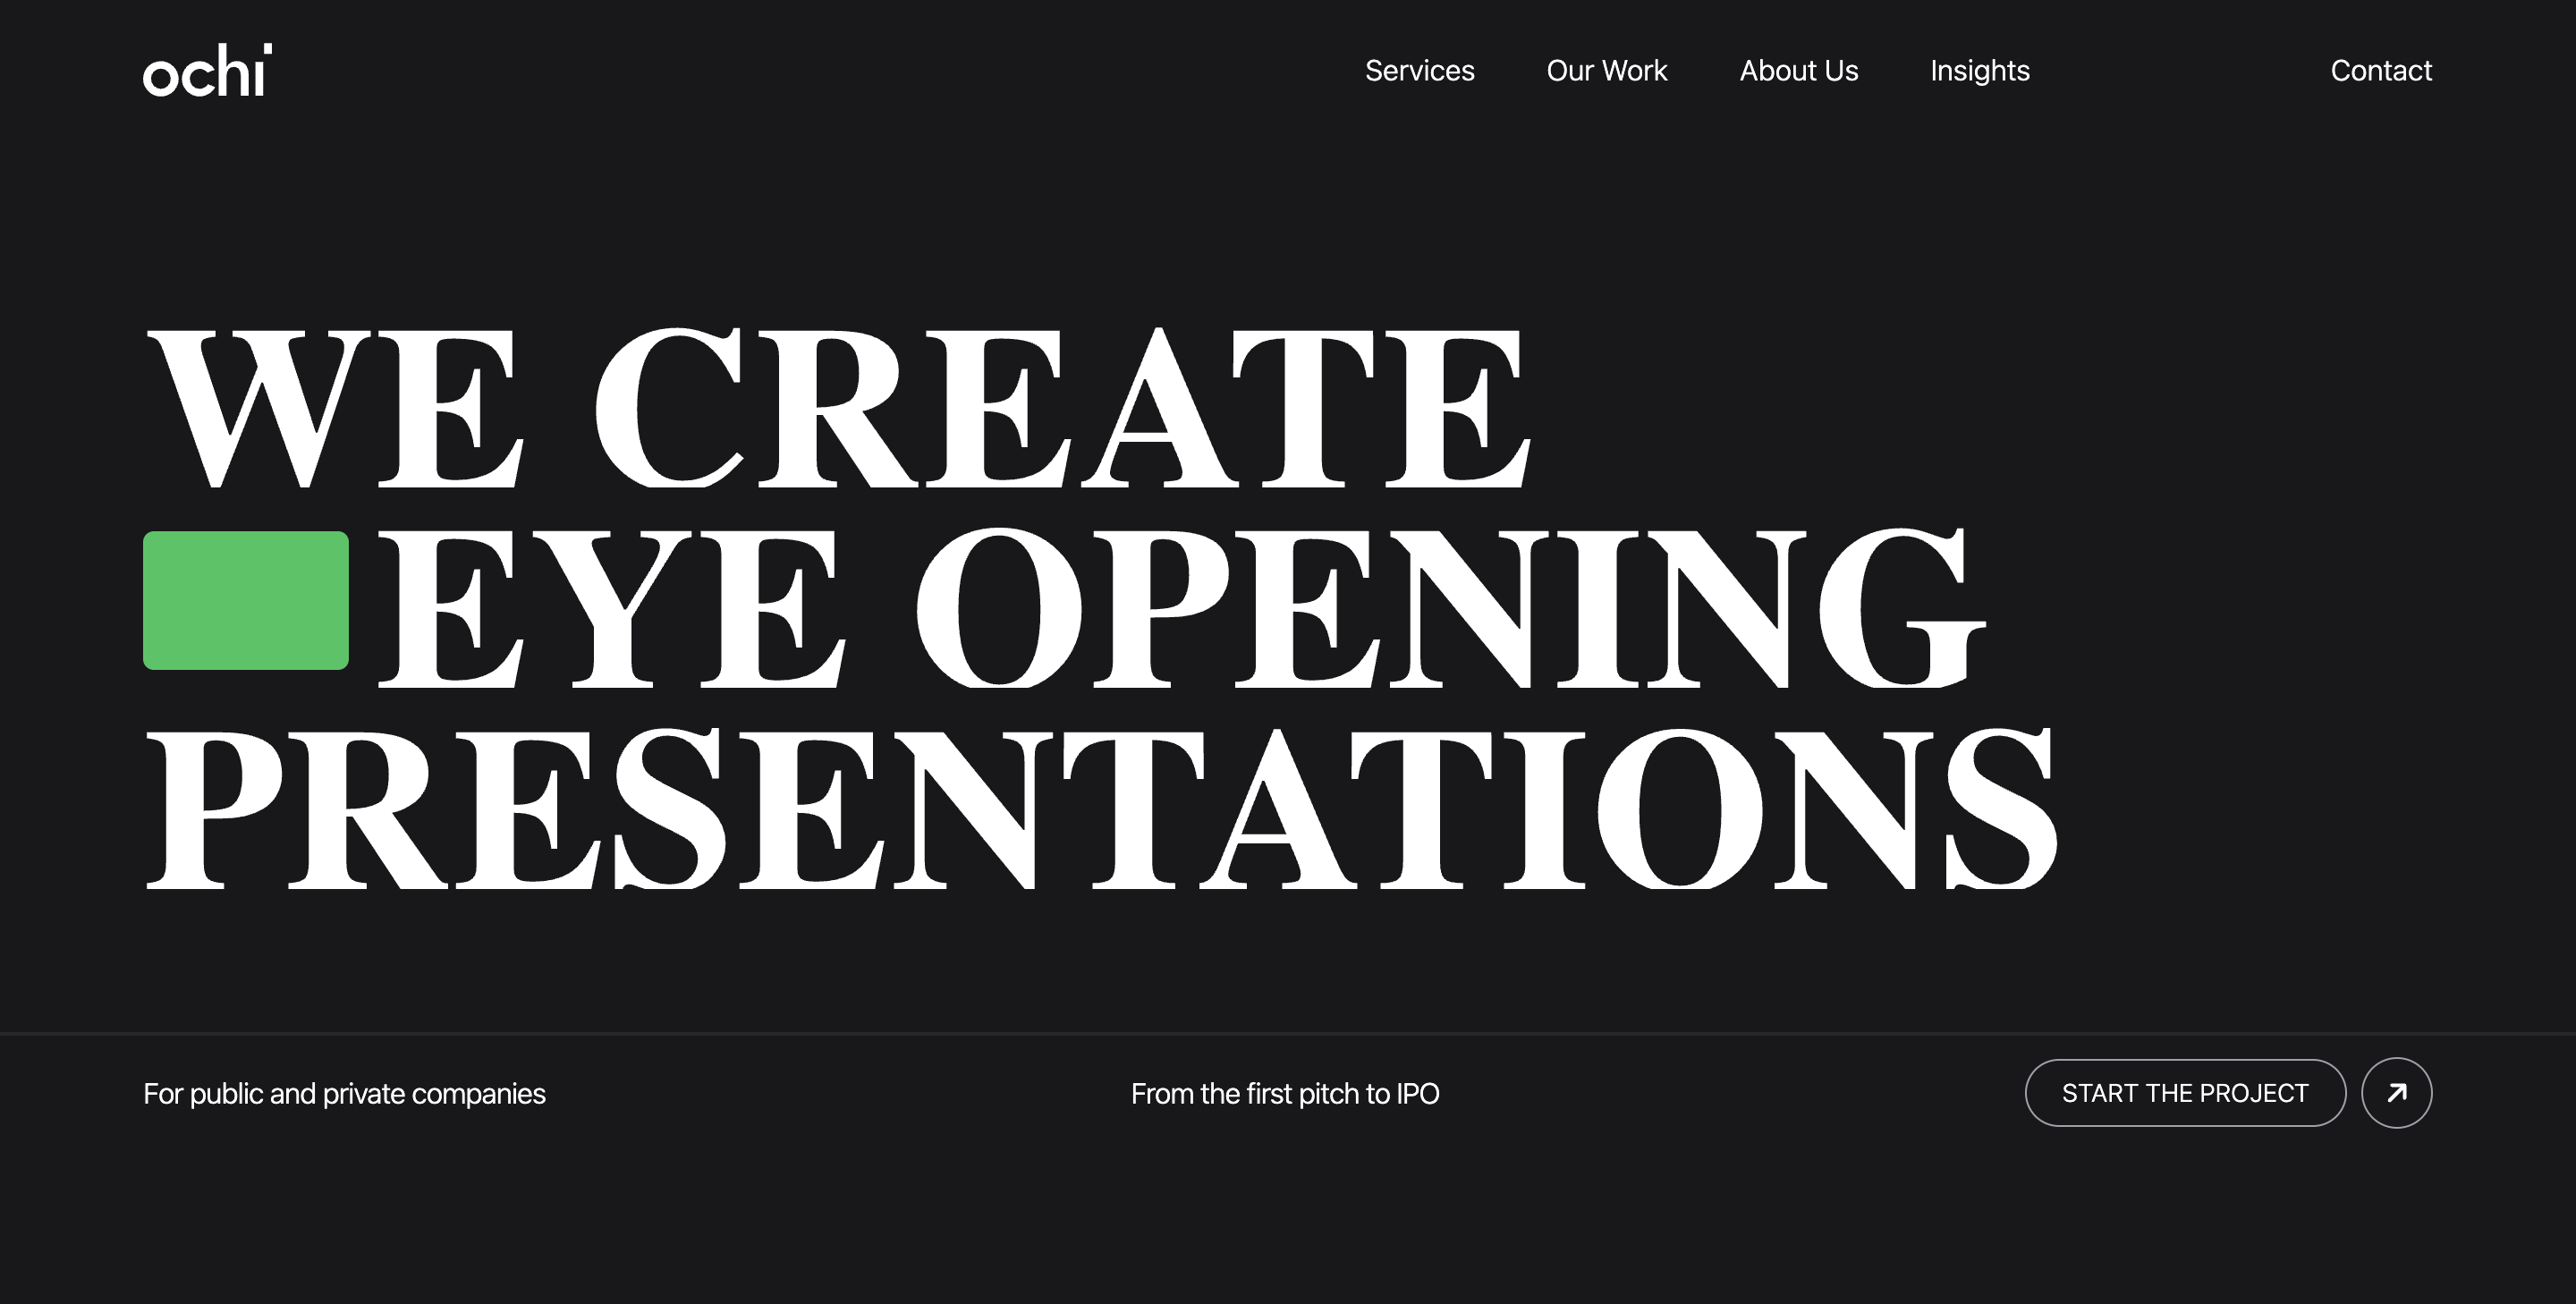 ochi
Services Our Work About Us Insights Contact
WE CREATE
EYE OPENING
PRESENTATIONS
For public and private companies From the first pitch to IPO START THE PROJECT